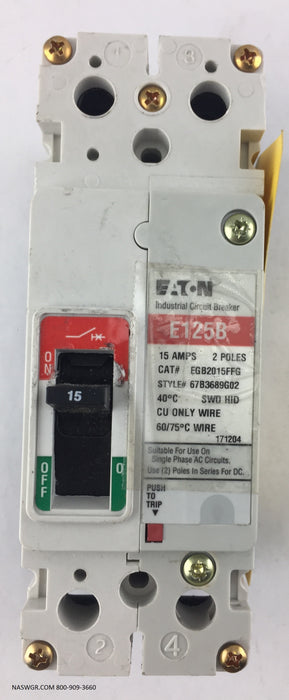 1
3
EATON
Industrial Circuit Breaker
E125B
15 AMPS 2 POLES
CAT# EGB2015FFG
STYLE# 67B3689G02
40°C SWD HID
CU ONLY WIRE
60/75°C WIRE
171204
Suitable For Use On
Single Phase AC Circuits.
Use (2) Poles In Series For DC.
PUSH
TO
TRIP
ON
15
OFF
0
2
4
NASWGR.COM 800-909-3660